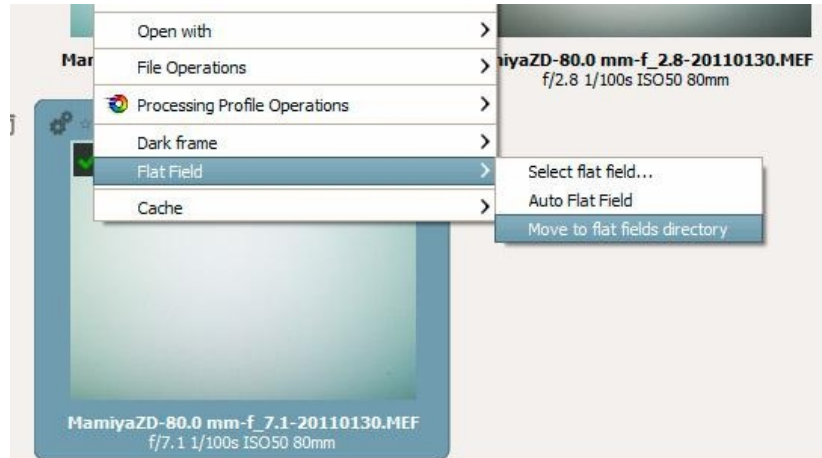 Open with
Mar
File Operations
iyaZD-80.0 mm-f_2.8-20110130.MEF
f/2.8 1/100s ISO50 80mm
Processing Profile Operations
Dark frame
Flat Field
Select flat field...
Auto Flat Field
Cache
Move to flat fields directory
MamiyaZD-80.0 mm-f_7.1-20110130.MEF
f/7.1 1/100s ISO50 80mm